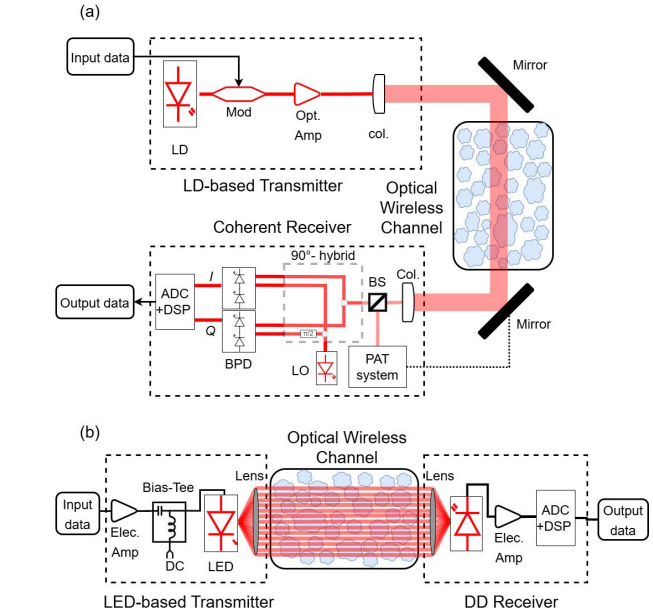 (a)
Input data
LD
Mod
Opt.
Amp
col.
LD-based Transmitter
Mirror
Optical
Wireless
Channel
Coherent Receiver
90°- hybrid
Output data
ADC
+DSP
I
Q
BPD
π/2
LO
BS
Col.
PAT
system
Mirror
(b)
Optical Wireless
Channel
Input
data
Elec.
Amp
Bias-Tee
DC
LED
Lens
LED-based Transmitter
Lens
Elec.
Amp
ADC
+DSP
Output
data
DD Receiver